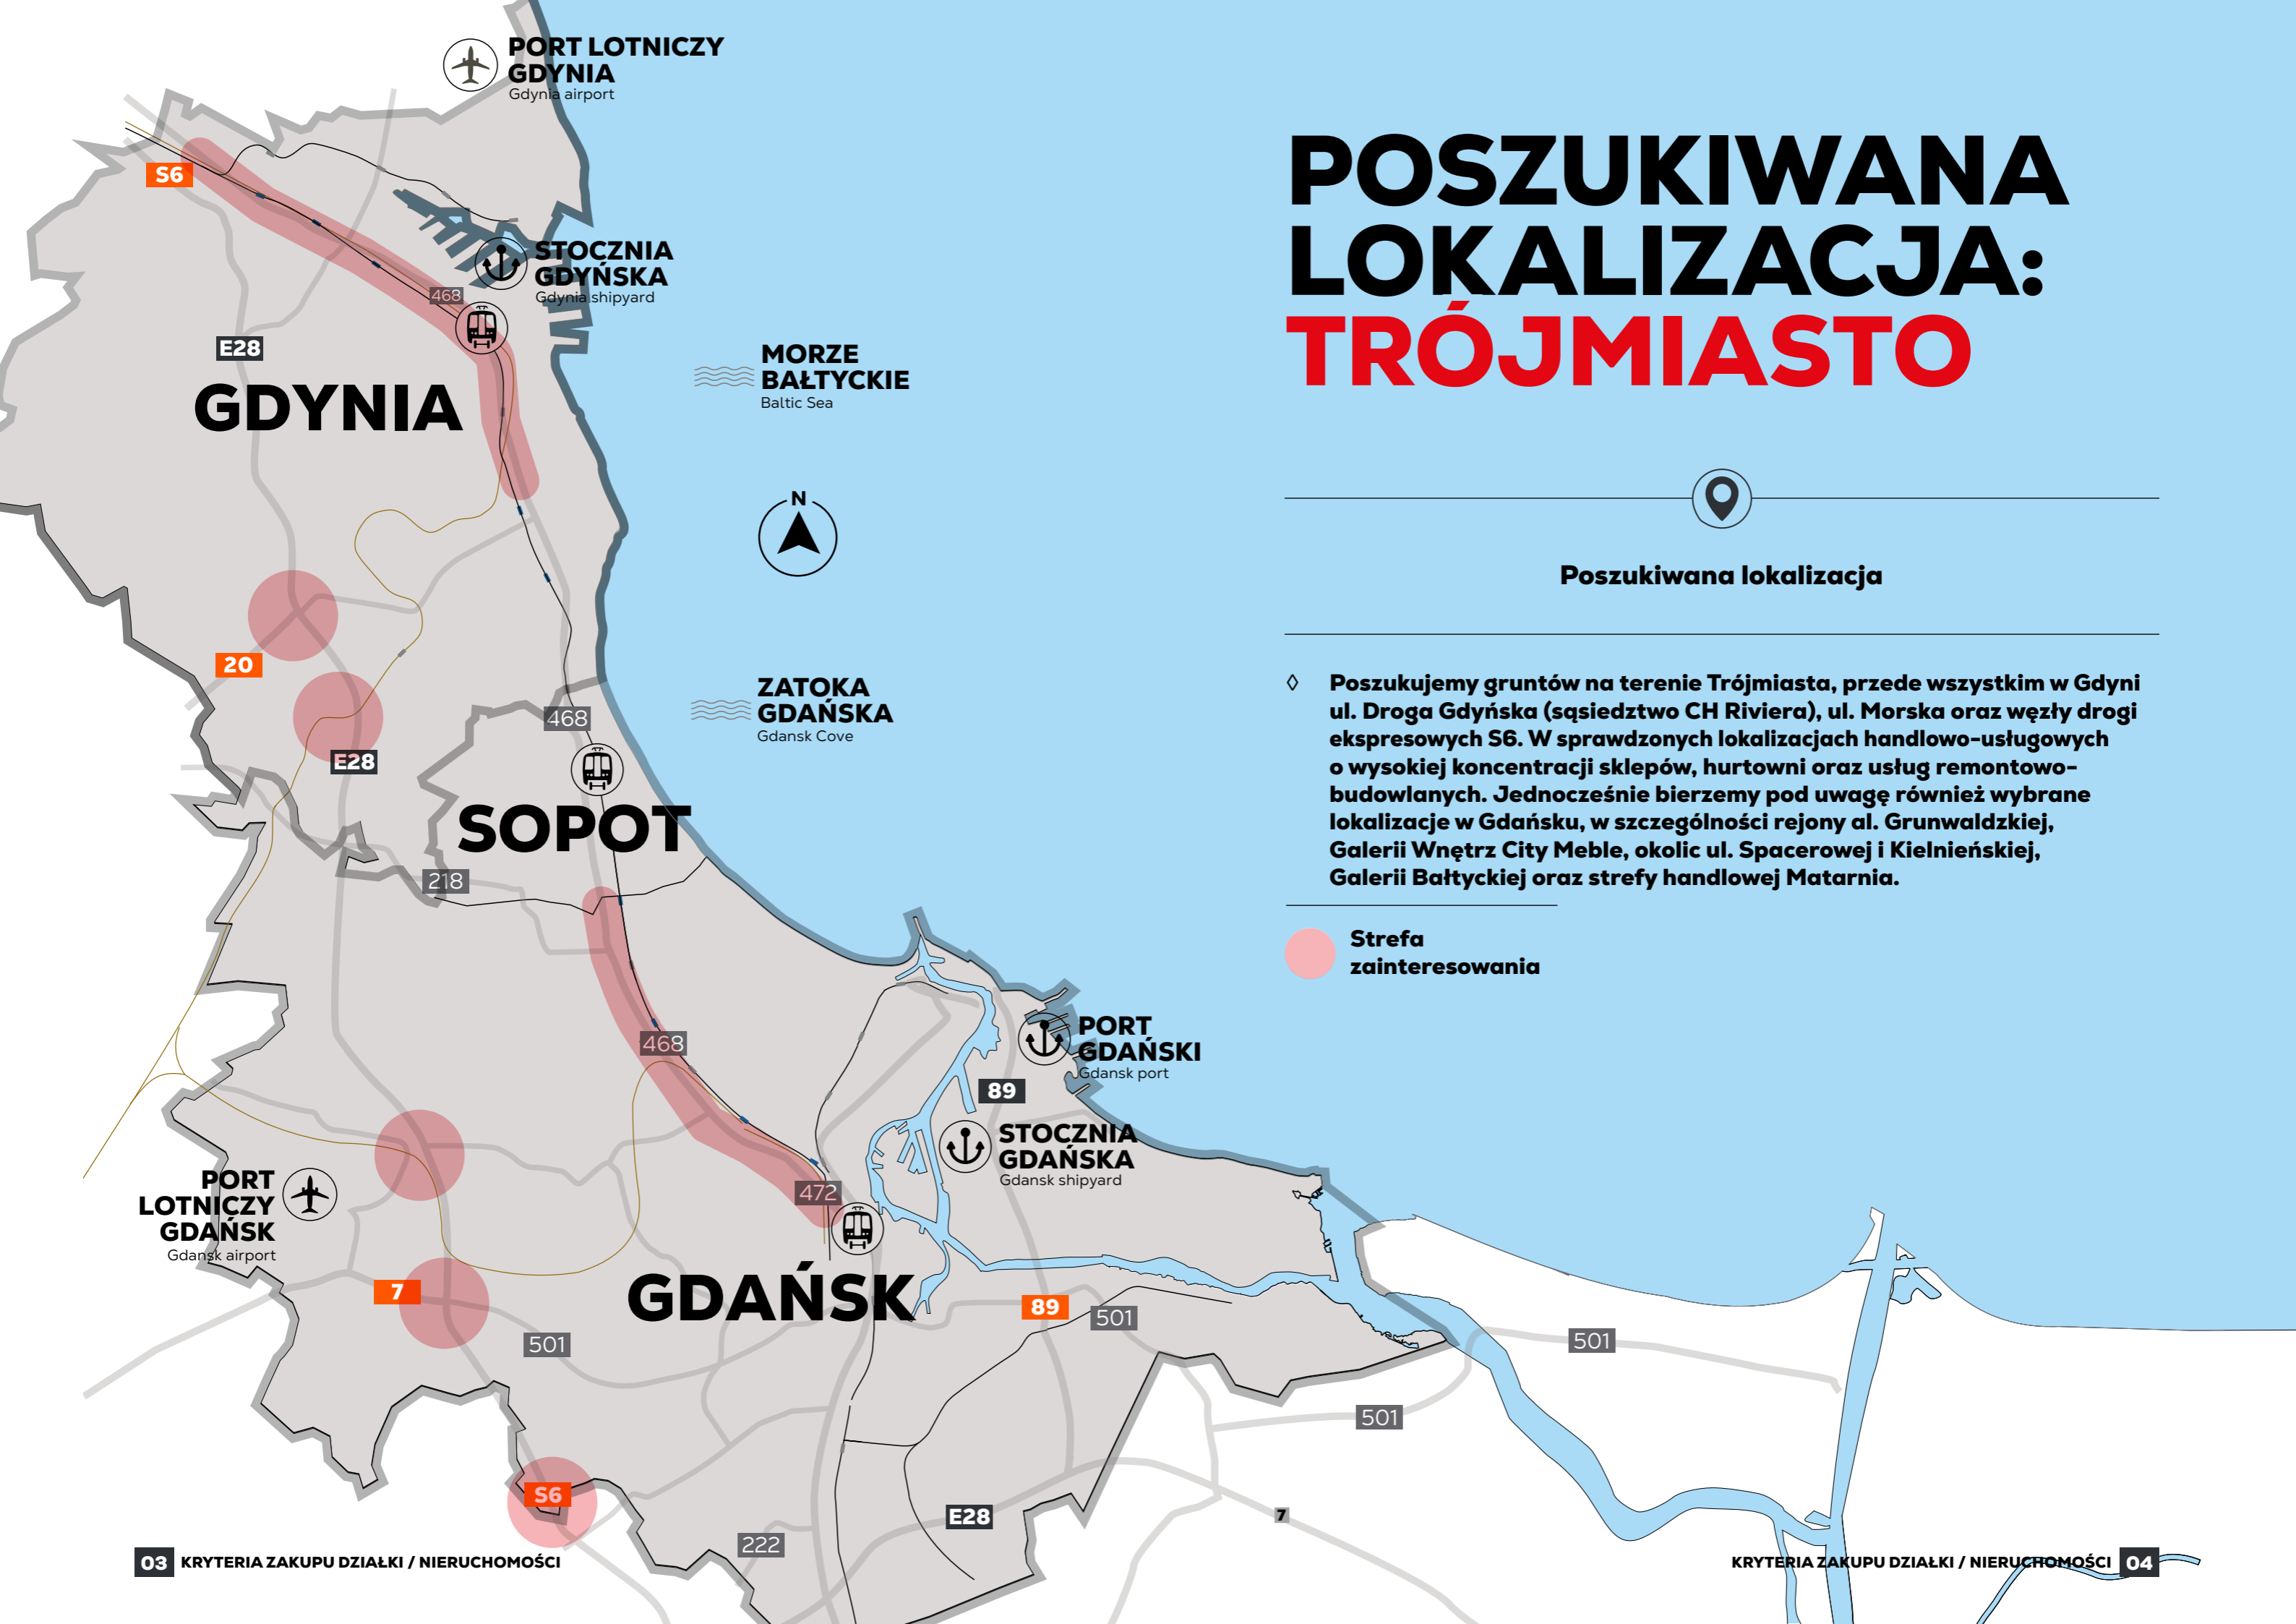 PORT LOTNICZY
GDYNIA
Gdynia airport
S6
STOCZNIA
GDYŃSKA
Gdynia shipyard
468
E28
GDYNIA
MORZE
BAŁTYCKIE
Baltic Sea
N
20
E28
ZATOKA
GDAŃSKA
Gdansk Cove
468
SOPOT
218
468
PORT
GDAŃSKI
Gdansk port
89
STOCZNIA
GDAŃSKA
Gdansk shipyard
PORT
LOTNICZY
GDAŃSK
Gdansk airport
472
7
GDAŃSK
89
501
501
501
501
S6
E28
7
222
03 KRYTERIA ZAKUPU DZIAŁKI / NIERUCHOMOŚCI
POSZUKIWANA
LOKALIZACJA:
TRÓJMIASTO
Poszukiwana lokalizacja
◊ Poszukujemy gruntów na terenie Trójmiasta, przede wszystkim w Gdyni
ul. Droga Gdyńska (sąsiedztwo CH Riviera), ul. Morska oraz węzły drogi
ekspresowych S6. W sprawdzonych lokalizacjach handlowo-usługowych
o wysokiej koncentracji sklepów, hurtowni oraz usług remontowo-
budowlanych. Jednocześnie bierzemy pod uwagę również wybrane
lokalizacje w Gdańsku, w szczególności rejony al. Grunwaldzkiej,
Galerii Wnętrz City Meble, okolic ul. Spacerowej i Kielnieńskiej,
Galerii Bałtyckiej oraz strefy handlowej Matarnia.
Strefa
zainteresowania
KRYTERIA ZAKUPU DZIAŁKI / NIERUCHOMOŚCI 04